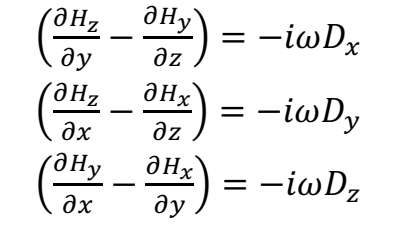 (∂H_z/∂y − ∂H_y/∂z) = −iωD_x
(∂H_z/∂x − ∂H_x/∂z) = −iωD_y
(∂H_y/∂x − ∂H_x/∂y) = −iωD_z